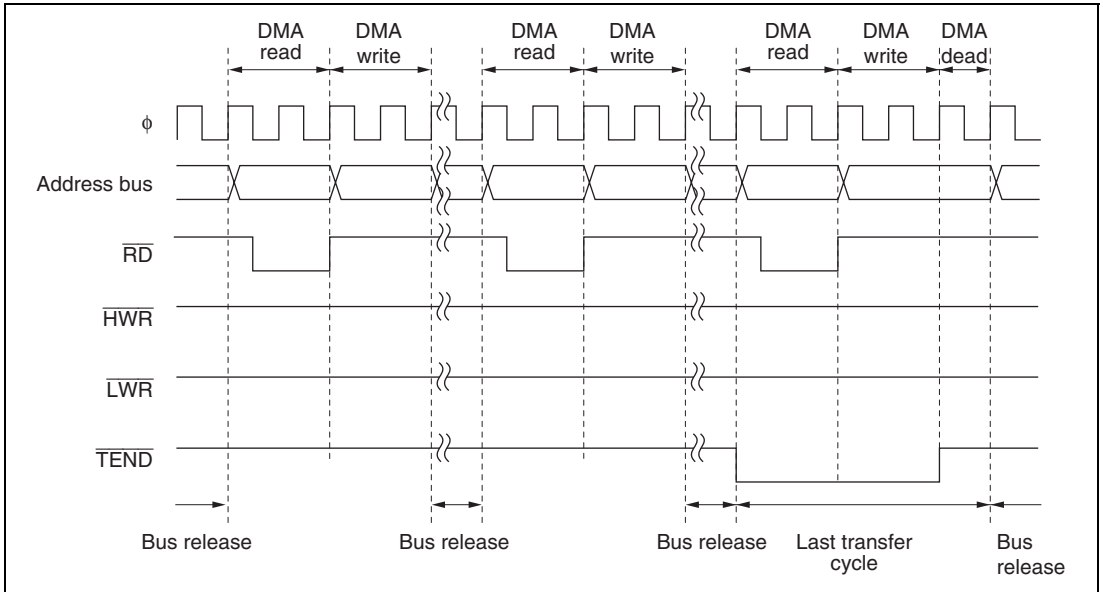 DMA read
DMA write
DMA read
DMA write
DMA read
DMA write
DMA dead
ϕ
Address bus
RD
HWR
LWR
TEND
Bus release
Bus release
Bus release
Last transfer cycle
Bus release